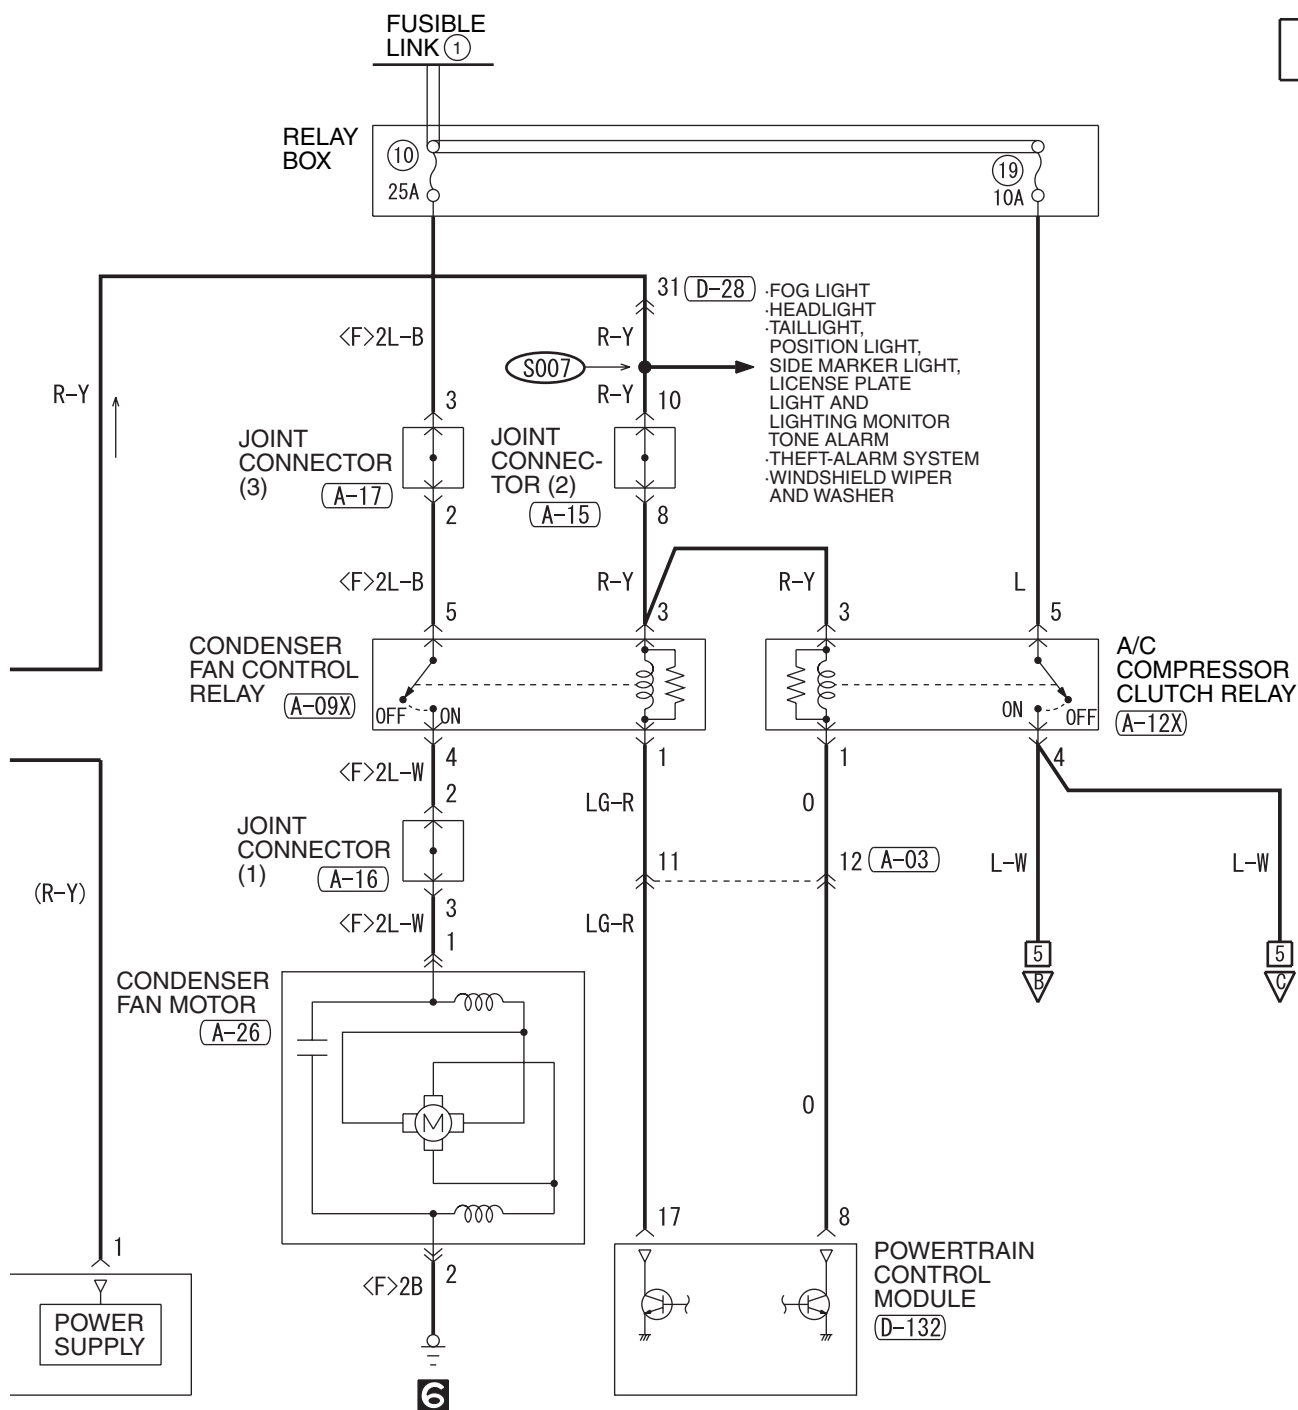 FUSIBLE
LINK ①
RELAY
BOX
⑩
25A
⑲
10A
31 D-28
·FOG LIGHT
·HEADLIGHT
·TAILLIGHT,
POSITION LIGHT,
SIDE MARKER LIGHT,
LICENSE PLATE
LIGHT AND
LIGHTING MONITOR
TONE ALARM
·THEFT-ALARM SYSTEM
·WINDSHIELD WIPER
AND WASHER
<F>2L-B
R-Y
S007
R-Y
R-Y
3
10
JOINT
CONNECTOR
(3)
A-17
JOINT
CONNEC-
TOR (2)
A-15
2
8
<F>2L-B
R-Y
R-Y
L
5
3
3
5
CONDENSER
FAN CONTROL
RELAY
A-09X
OFF
ON
ON
OFF
A/C
COMPRESSOR
CLUTCH RELAY
A-12X
4
1
1
4
<F>2L-W
2
LG-R
O
JOINT
CONNECTOR
(1)
A-16
11
12 A-03
L-W
L-W
(R-Y)
3
<F>2L-W
1
LG-R
5
B
5
C
CONDENSER
FAN MOTOR
A-26
M
O
1
17
8
2
<F>2B
POWER
SUPPLY
POWERTRAIN
CONTROL
MODULE
D-132
6